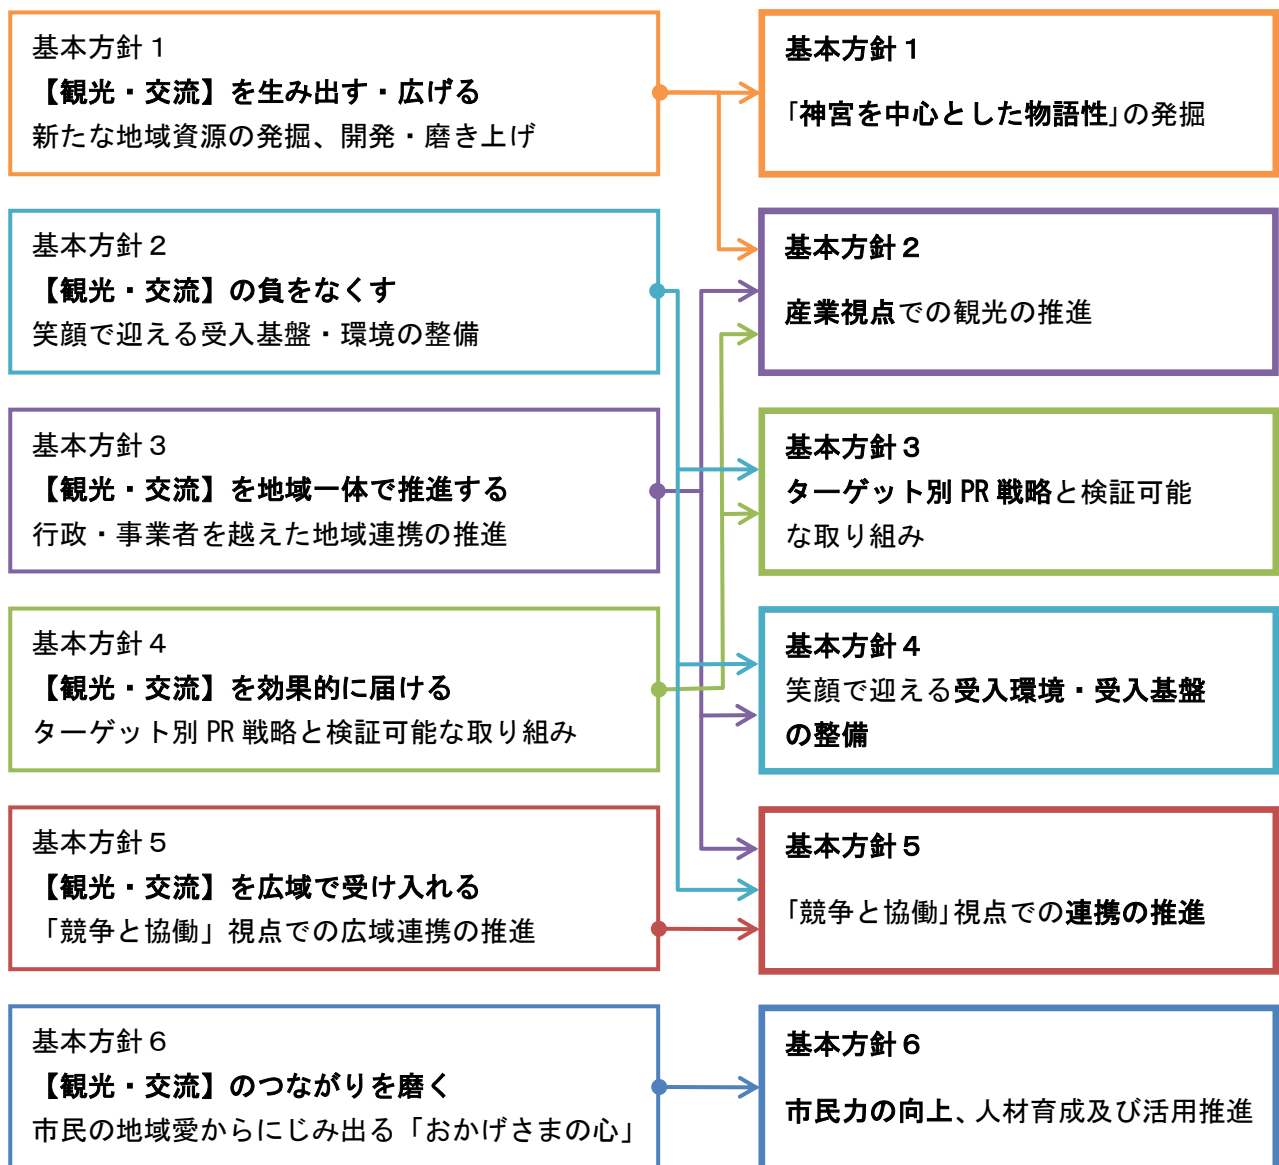 基本方針１
【観光・交流】を生み出す・広げる
新たな地域資源の発掘、開発・磨き上げ
基本方針２
【観光・交流】の負をなくす
笑顔で迎える受入基盤・環境の整備
基本方針３
【観光・交流】を地域一体で推進する
行政・事業者を越えた地域連携の推進
基本方針４
【観光・交流】を効果的に届ける
ターゲット別 PR 戦略と検証可能な取り組み
基本方針５
【観光・交流】を広域で受け入れる
「競争と協働」視点での広域連携の推進
基本方針６
【観光・交流】のつながりを磨く
市民の地域愛からにじみ出る「おかげさまの心」
基本方針１
「神宮を中心とした物語性」の発掘
基本方針２
産業視点での観光の推進
基本方針３
ターゲット別 PR 戦略と検証可能
な取り組み
基本方針４
笑顔で迎える受入環境・受入基盤
の整備
基本方針５
「競争と協働」視点での連携の推進
基本方針６
市民力の向上、人材育成及び活用推進